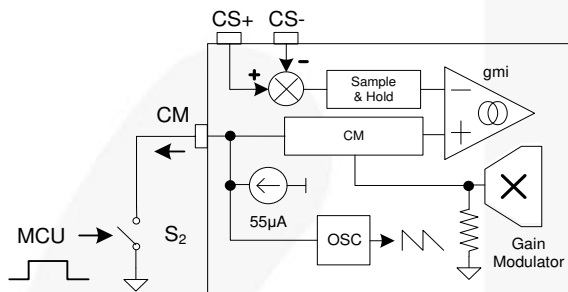 CS+ CS-
gmi
+ -
Sample
& Hold
−
CM
CM
+
55µA
MCU
S2
OSC
Gain
Modulator